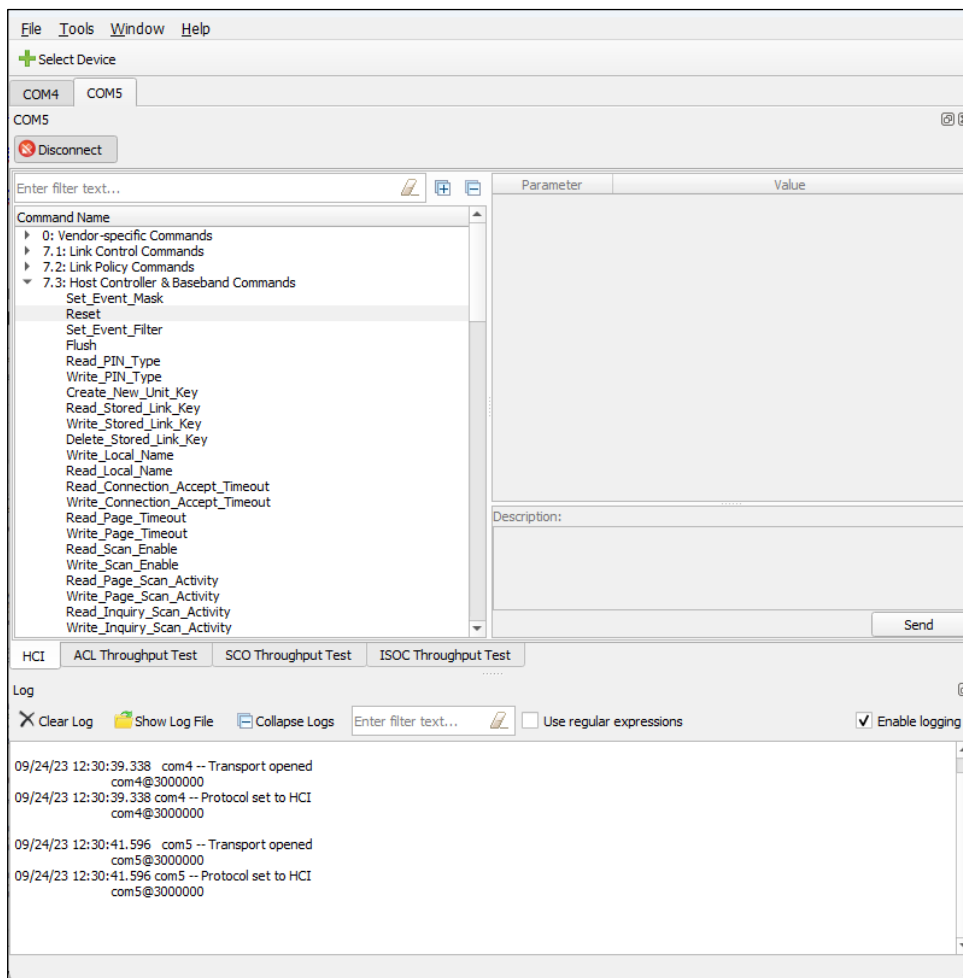 File Tools Window Help
Select Device
COM4 COM5
COM5
Disconnect
Enter filter text...
Parameter Value
Command Name
0: Vendor-specific Commands
7.1: Link Control Commands
7.2: Link Policy Commands
7.3: Host Controller & Baseband Commands
Set_Event_Mask
Reset
Set_Event_Filter
Flush
Read_PIN_Type
Write_PIN_Type
Create_New_Unit_Key
Read_Stored_Link_Key
Write_Stored_Link_Key
Delete_Stored_Link_Key
Write_Local_Name
Read_Local_Name
Read_Connection_Accept_Timeout
Write_Connection_Accept_Timeout
Read_Page_Timeout
Write_Page_Timeout
Read_Scan_Enable
Write_Scan_Enable
Read_Page_Scan_Activity
Write_Page_Scan_Activity
Read_Inquiry_Scan_Activity
Write_Inquiry_Scan_Activity
Description:
Send
HCI ACL Throughput Test SCO Throughput Test ISOC Throughput Test
Log
Clear Log Show Log File Collapse Logs Enter filter text... Use regular expressions Enable logging
09/24/23 12:30:39.338 com4 -- Transport opened
com4@3000000
09/24/23 12:30:39.338 com4 -- Protocol set to HCI
com4@3000000
09/24/23 12:30:41.596 com5 -- Transport opened
com5@3000000
09/24/23 12:30:41.596 com5 -- Protocol set to HCI
com5@3000000